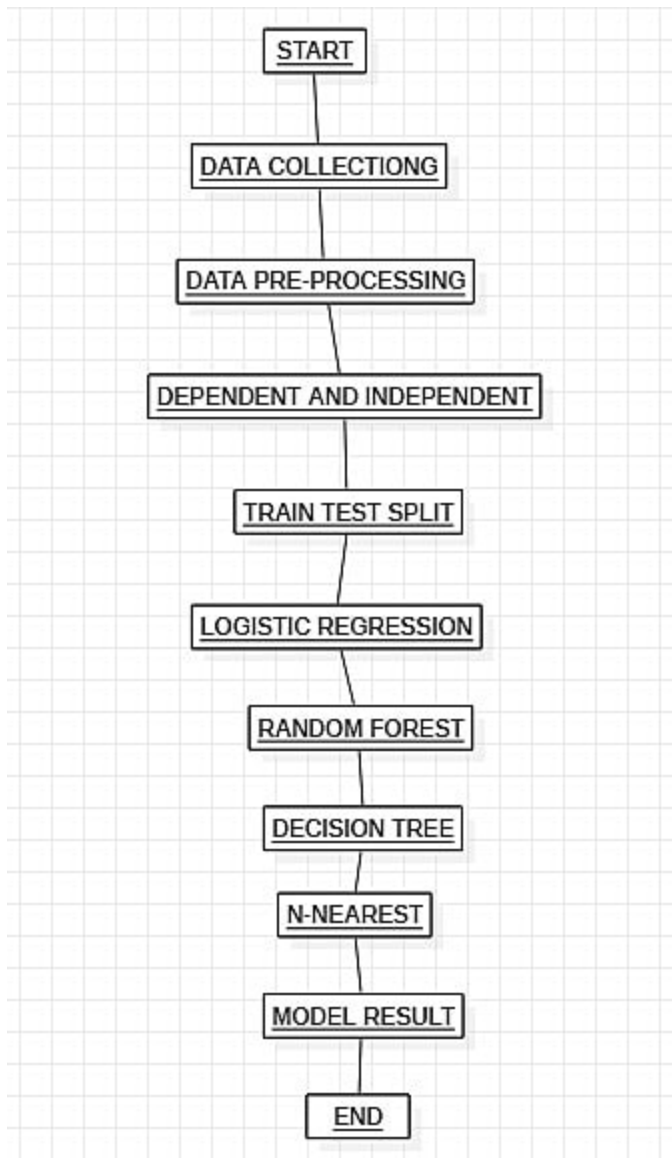 START
DATA COLLECTIONG
DATA PRE-PROCESSING
DEPENDENT AND INDEPENDENT
TRAIN TEST SPLIT
LOGISTIC REGRESSION
RANDOM FOREST
DECISION TREE
N-NEAREST
MODEL RESULT
END